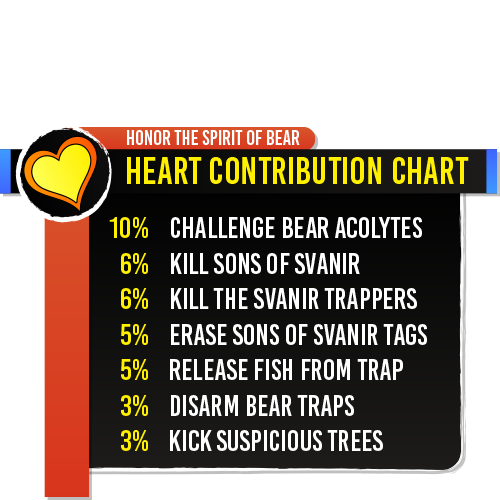 HONOR THE SPIRIT OF BEAR
HEART CONTRIBUTION CHART
10% CHALLENGE BEAR ACOLYTES
6% KILL SONS OF SVANIR
6% KILL THE SVANIR TRAPPERS
5% ERASE SONS OF SVANIR TAGS
5% RELEASE FISH FROM TRAP
3% DISARM BEAR TRAPS
3% KICK SUSPICIOUS TREES